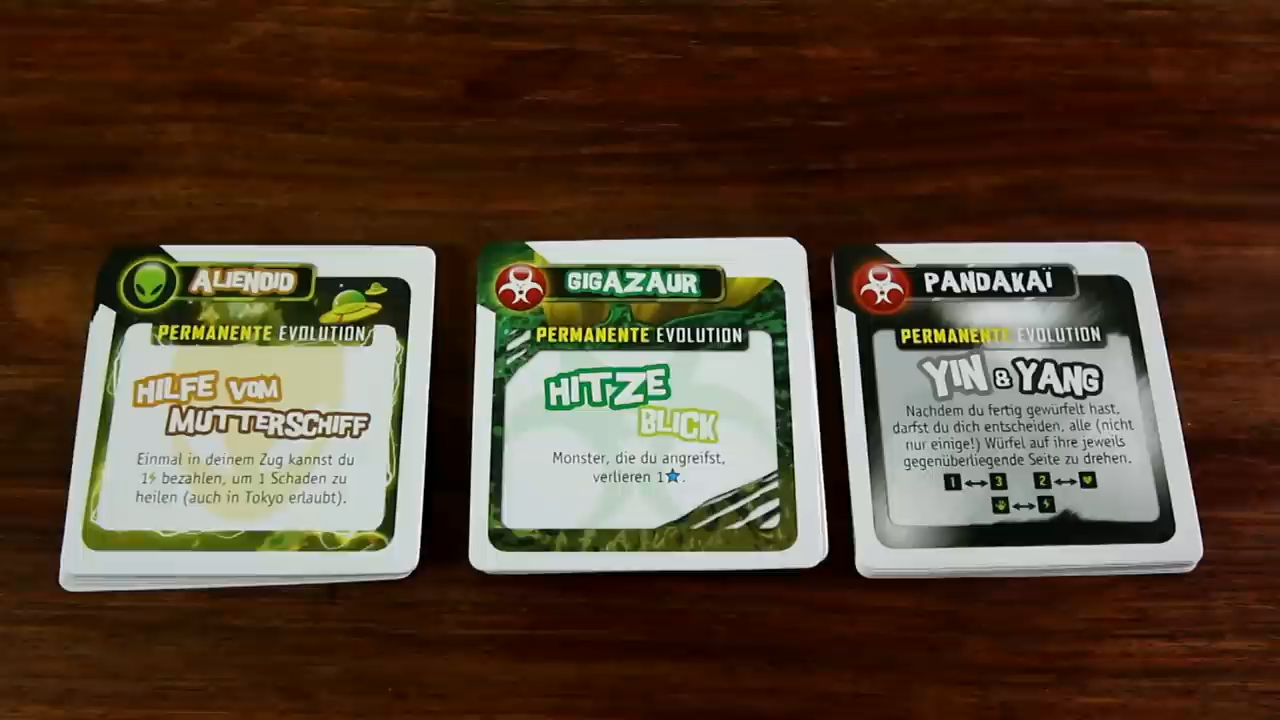 ALIENOID
PERMANENTE EVOLUTION
HILFE VOM
MUTTERSCHIFF
Einmal in deinem Zug kannst du
1 bezahlen, um 1 Schaden zu
heilen (auch in Tokyo erlaubt).
GIGAZAUR
PERMANENTE EVOLUTION
HITZE
BLICK
Monster, die du angreifst,
verlieren 1.
PANDAKAÏ
PERMANENTE EVOLUTION
YIN & YANG
Nachdem du fertig gewürfelt hast,
darfst du dich entscheiden, alle (nicht
nur einige!) Würfel auf ihre jeweils
gegenüberliegende Seite zu drehen.
1 ↔ 3 2 ↔